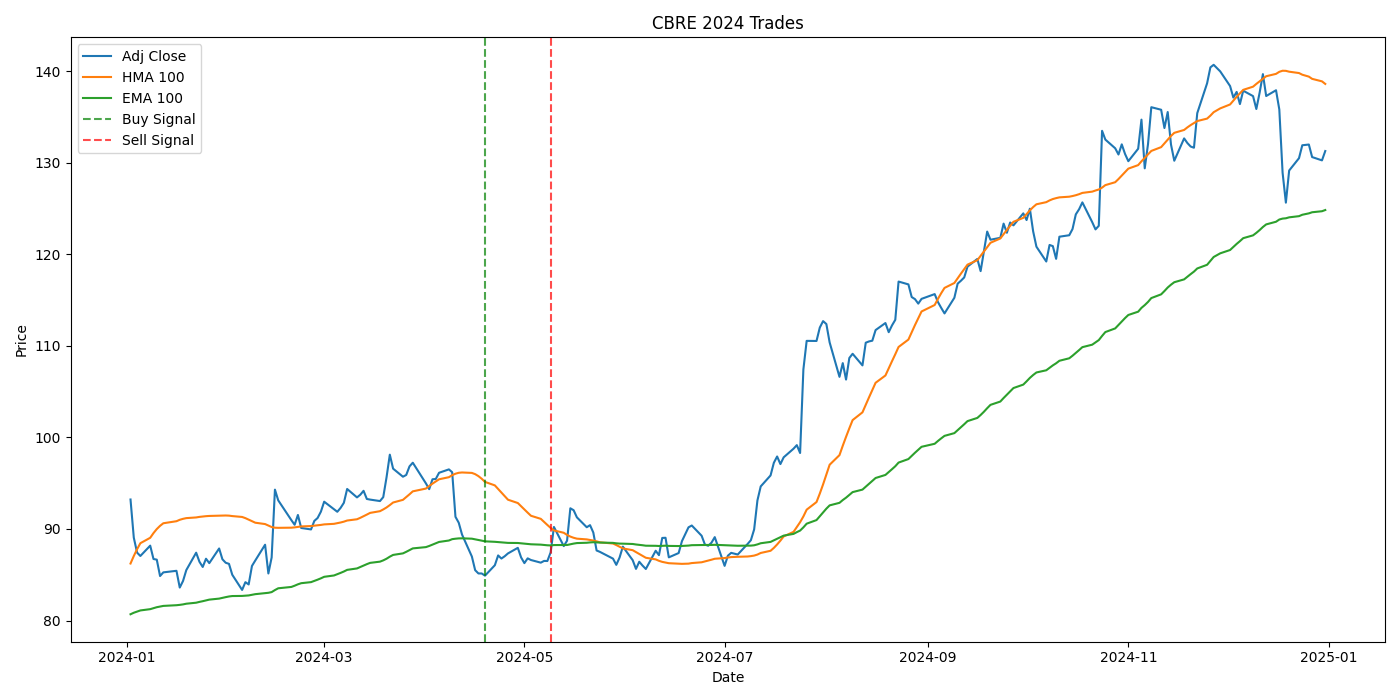 CBRE 2024 Trades
Adj Close
HMA 100
EMA 100
Buy Signal
Sell Signal
Price
140
130
120
110
100
90
80
2024-01
2024-03
2024-05
2024-07
2024-09
2024-11
2025-01
Date